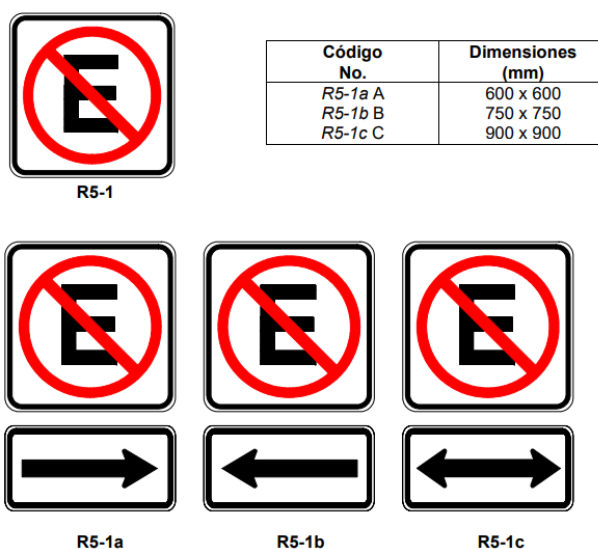 E
R5-1
Código No. Dimensiones (mm)
R5-1a A 600 x 600
R5-1b B 750 x 750
R5-1c C 900 x 900
E E E
R5-1a R5-1b R5-1c